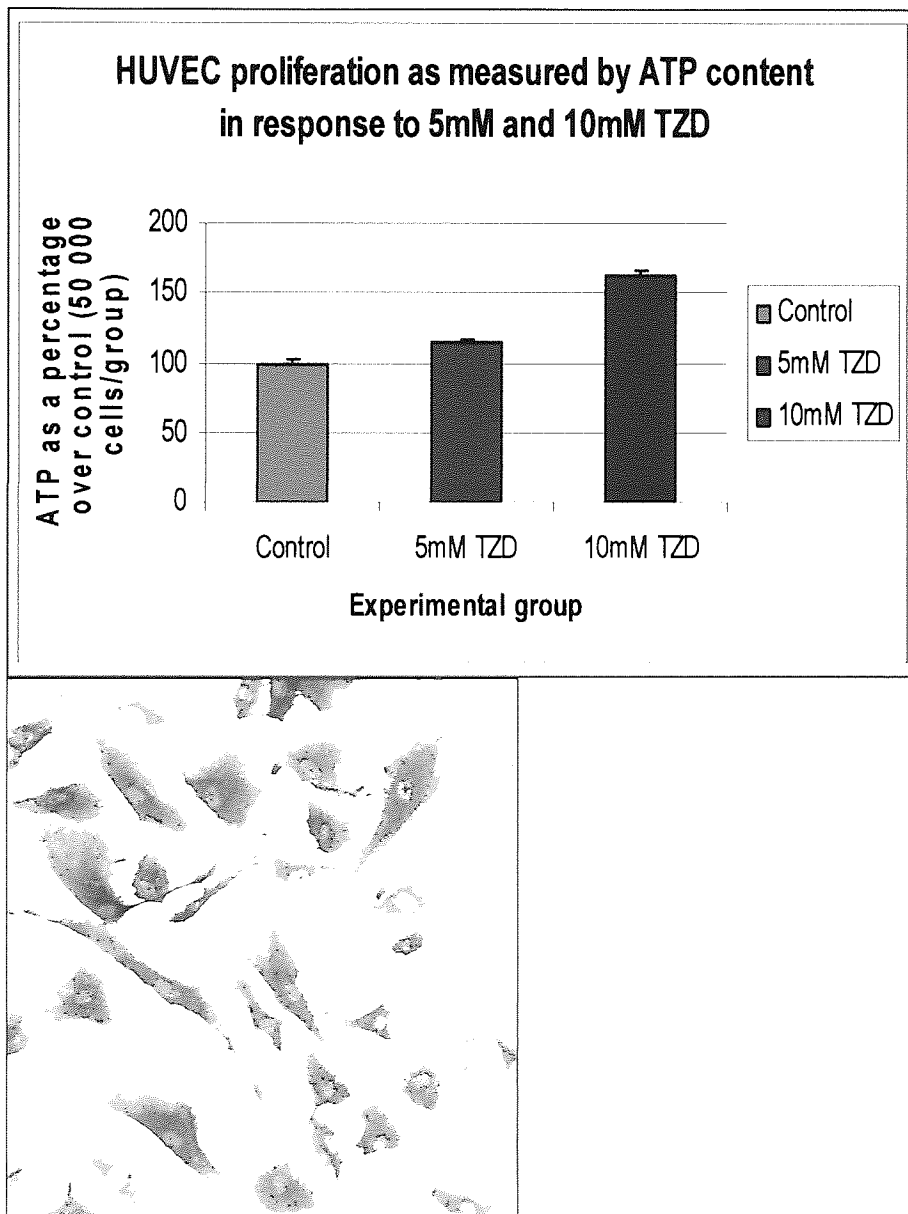 HUVEC proliferation as measured by ATP content
in response to 5mM and 10mM TZD
ATP as a percentage
over control (50 000
cells/group)
200
150
100
50
0
Control
5mM TZD
10mM TZD
Experimental group
Control
5mM TZD
10mM TZD